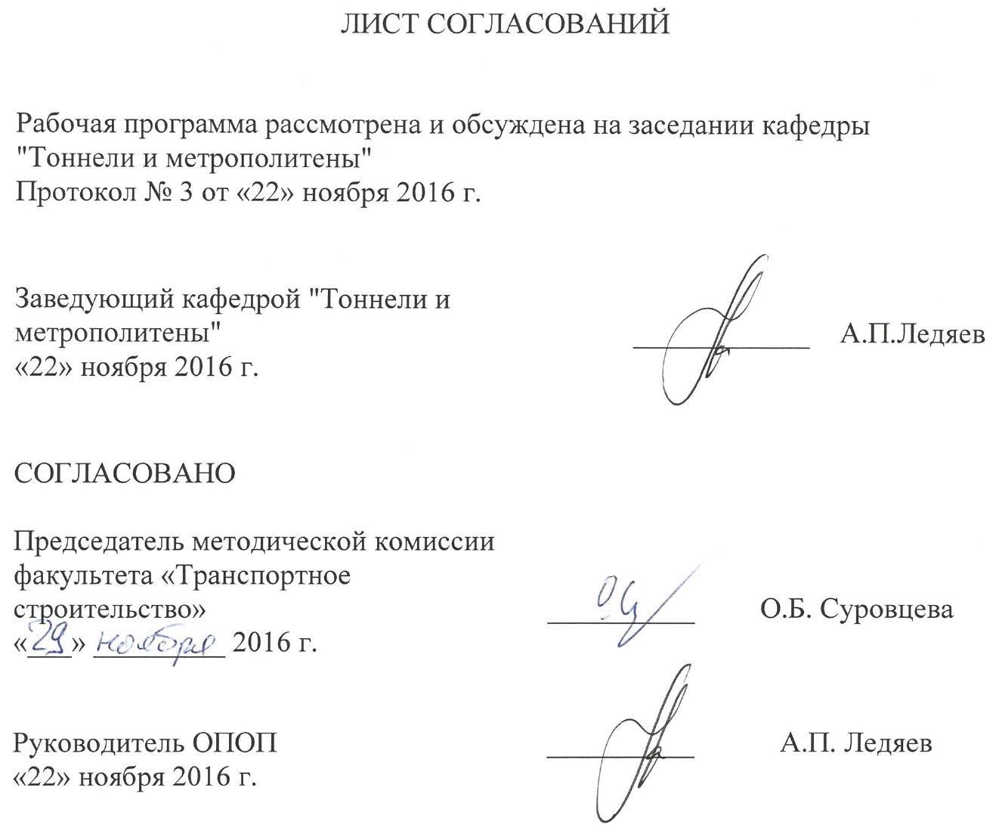 ЛИСТ СОГЛАСОВАНИЙ
Рабочая программа рассмотрена и обсуждена на заседании кафедры
"Тоннели и метрополитены"
Протокол № 3 от «22» ноября 2016 г.
Заведующий кафедрой "Тоннели и
метрополитены"
А.П.Ледяев
«22» ноября 2016 г.
СОГЛАСОВАНО
Председатель методической комиссии
факультета «Транспортное
строительство»
О.Б. Суровцева
«29» ноября 2016 г.
Руководитель ОПОП
А.П. Ледяев
«22» ноября 2016 г.